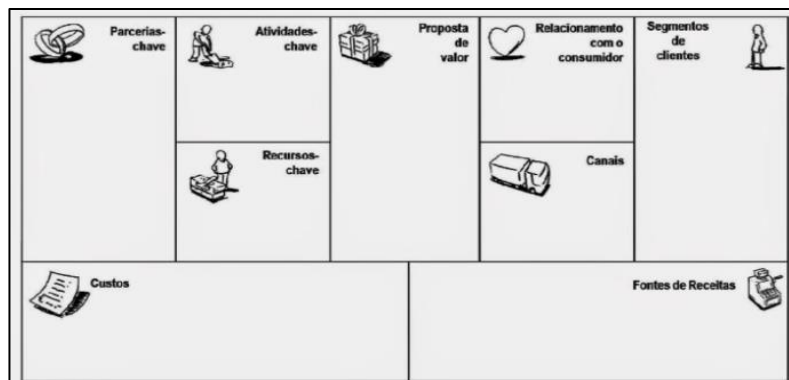 Parcerias-
chave
Atividades-
chave
Proposta
de
valor
Relacionamento
com o
consumidor
Segmentos
de
clientes
Recursos-
chave
Canais
Custos
Fontes de Receitas